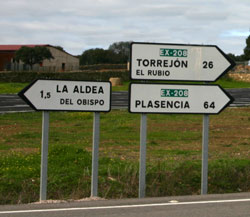 1,5 LA ALDEA
DEL OBISPO
EX-208
TORREJÓN 26
EL RUBIO
EX-208
PLASENCIA 64